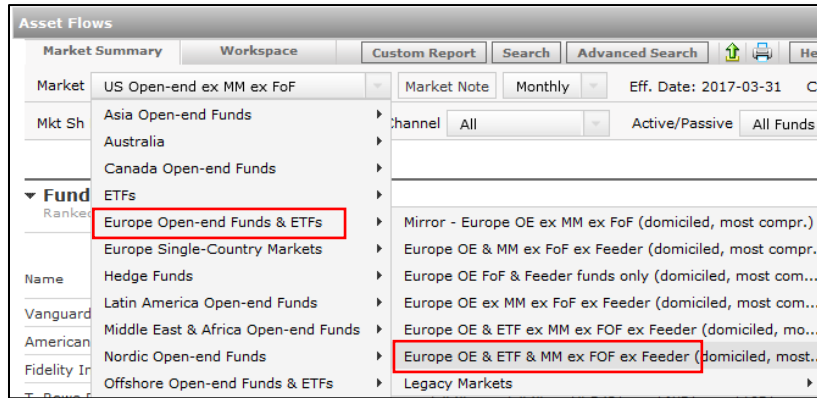 Asset Flows
Market Summary Workspace Custom Report Search Advanced Search He
Market US Open-end ex MM ex FoF Market Note Monthly Eff. Date: 2017-03-31 C
Mkt Sh Asia Open-end Funds Channel All Active/Passive All Funds
Australia
Canada Open-end Funds
Fund ETFs
Ranked Europe Open-end Funds & ETFs Mirror - Europe OE ex MM ex FoF (domiciled, most compr.)
Europe Single-Country Markets Europe OE & MM ex FoF ex Feeder (domiciled, most compr.
Name Hedge Funds Europe OE FoF & Feeder funds only (domiciled, most com...
Vanguard Latin America Open-end Funds Europe OE ex MM ex FoF ex Feeder (domiciled, most com...
American Middle East & Africa Open-end Funds Europe OE & ETF ex MM ex FOF ex Feeder (domiciled, mo...
Fidelity In Nordic Open-end Funds Europe OE & ETF & MM ex FOF ex Feeder (domiciled, most...
Offshore Open-end Funds & ETFs Legacy Markets